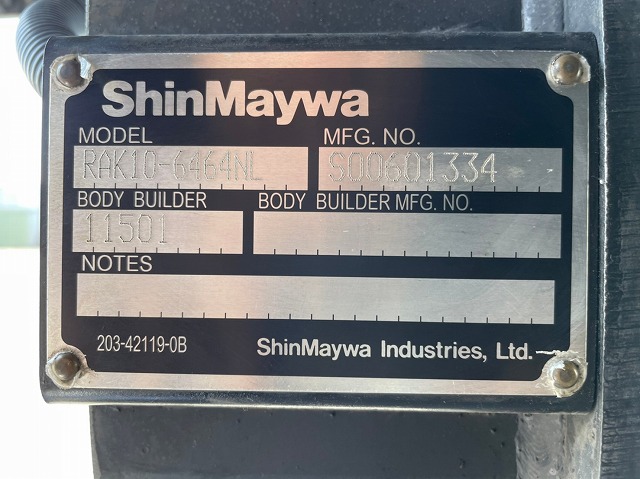 ShinMaywa
MODEL MFG. NO.
RAK10-6464NL S00601334
BODY BUILDER BODY BUILDER MFG. NO.
11501
NOTES
203-42119-0B ShinMaywa Industries, Ltd.